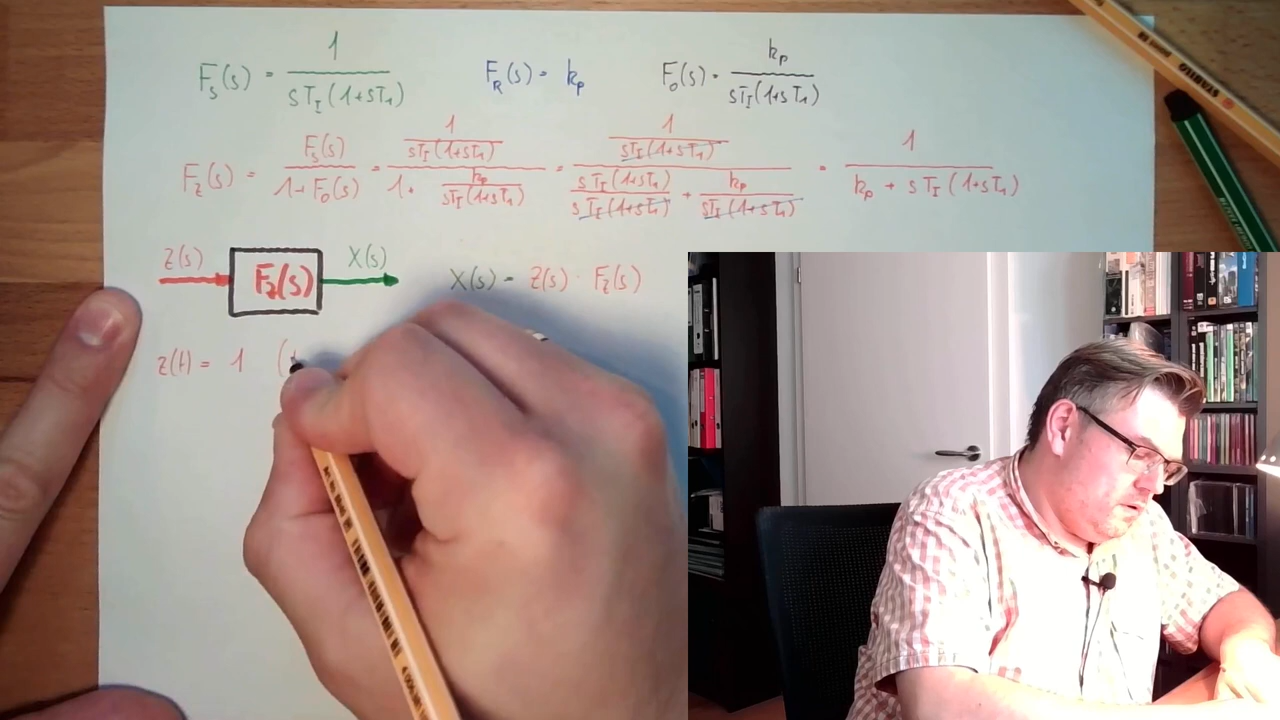 F_S(s) = 1/(sT_I(1+sT_1)) F_R(s) = k_p F_O(s) = k_p/(sT_I(1+sT_1))
F_Z(s) = F_S(s)/(1+F_O(s)) = (1/(sT_I(1+sT_1)))/(1+k_p/(sT_I(1+sT_1))) = (1/(sT_I(1+sT_1)))/((sT_I(1+sT_1))/(sT_I(1+sT_1)) + k_p/(sT_I(1+sT_1))) = 1/(k_p + sT_I(1+sT_1))
Z(s) F_Z(s) X(s) X(s) = Z(s) · F_Z(s)
z(t) = 1 (